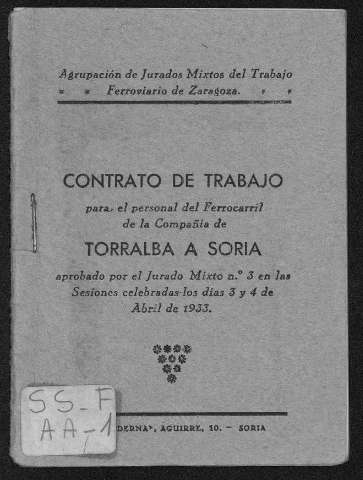 Agrupación de Jurados Mixtos del Trabajo
Ferroviario de Zaragoza.
CONTRATO DE TRABAJO
para el personal del Ferrocarril
de la Compañía de
TORRALBA A SORIA
aprobado por el Jurado Mixto n.º 3 en las
Sesiones celebradas los días 3 y 4 de
Abril de 1933.
SS-F
AA-1
DERNA», AGUIRRE, 10. — SORIA